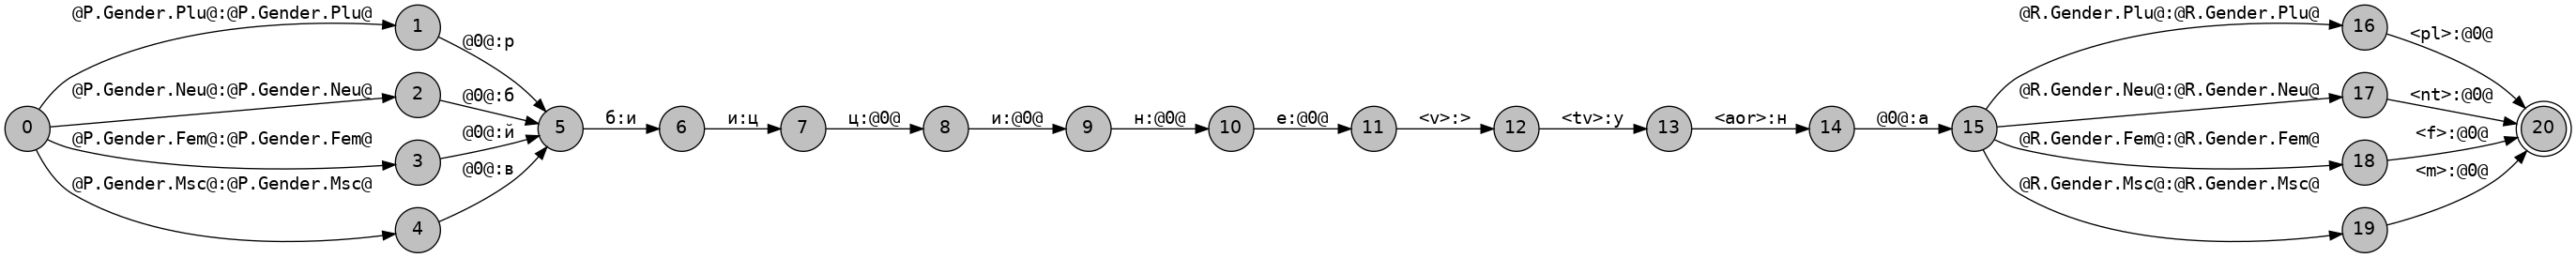 @P.Gender.Plu@:@P.Gender.Plu@
@P.Gender.Neu@:@P.Gender.Neu@
@P.Gender.Fem@:@P.Gender.Fem@
@P.Gender.Msc@:@P.Gender.Msc@
0
1
2
3
4
@0@:р
@0@:б
@0@:й
@0@:в
5
б:и
6
и:ц
7
ц:@0@
8
и:@0@
9
н:@0@
10
е:@0@
11
<v>:>
12
<tv>:у
13
<aor>:н
14
@0@:а
15
@R.Gender.Plu@:@R.Gender.Plu@
@R.Gender.Neu@:@R.Gender.Neu@
@R.Gender.Fem@:@R.Gender.Fem@
@R.Gender.Msc@:@R.Gender.Msc@
16
17
18
19
<pl>:@0@
<nt>:@0@
<f>:@0@
<m>:@0@
20